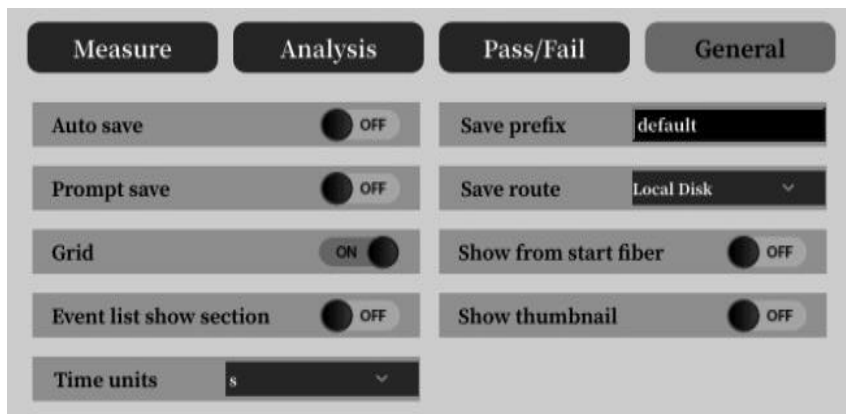 Measure Analysis Pass/Fail General
Auto save OFF
Save prefix default
Prompt save OFF
Save route Local Disk
Grid ON
Show from start fiber OFF
Event list show section OFF
Show thumbnail OFF
Time units s